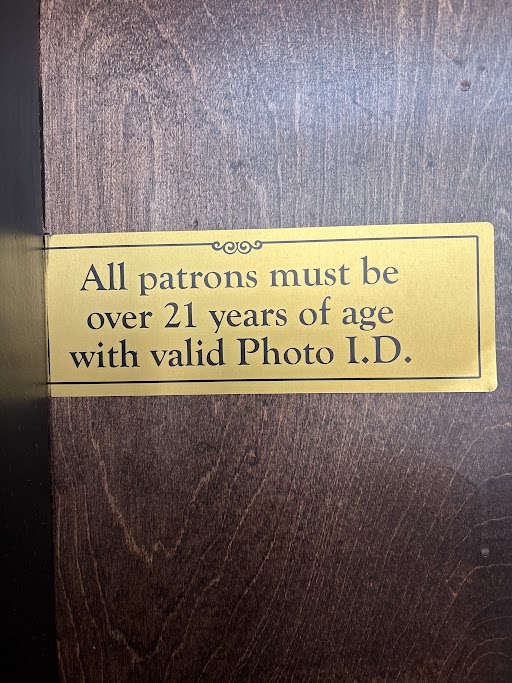 All patrons must be
over 21 years of age
with valid Photo I.D.